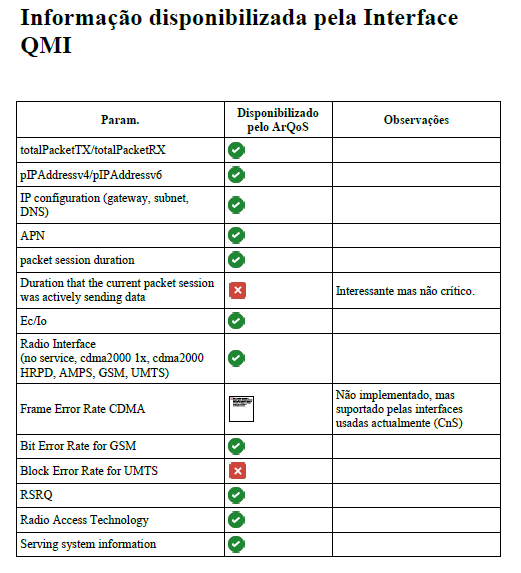 Informação disponibilizada pela Interface
QMI
Param.
Disponibilizado
pelo ArQoS
Observações
totalPacketTX/totalPacketRX
pIPAddressv4/pIPAddressv6
IP configuration (gateway, subnet,
DNS)
APN
packet session duration
Duration that the current packet session
was actively sending data
Interessante mas não crítico.
Ec/Io
Radio Interface
(no service, cdma2000 1x, cdma2000
HRPD, AMPS, GSM, UMTS)
Frame Error Rate CDMA
Não implementado, mas
suportado pelas interfaces
usadas actualmente (CnS)
Bit Error Rate for GSM
Block Error Rate for UMTS
RSRQ
Radio Access Technology
Serving system information